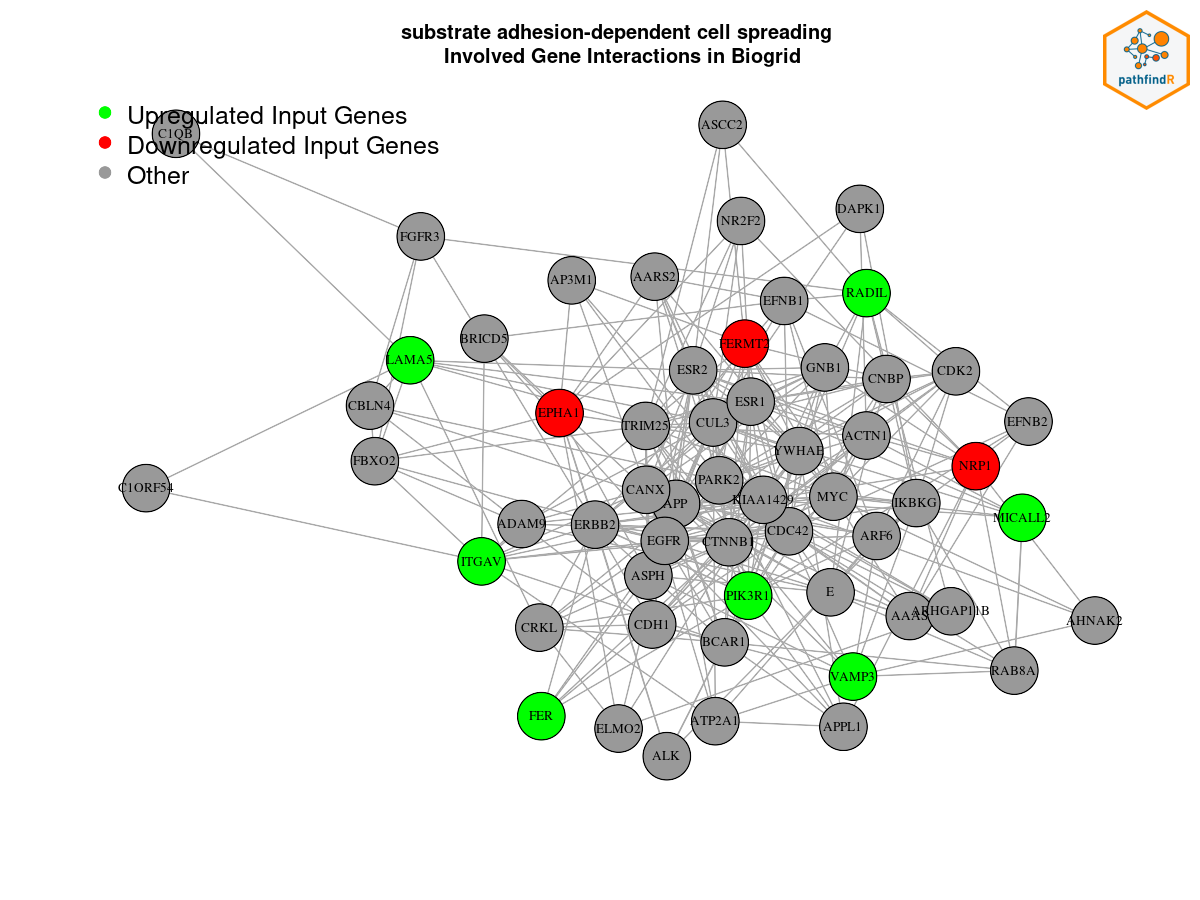 substrate adhesion-dependent cell spreading
Involved Gene Interactions in Biogrid
pathfindR
Upregulated Input Genes
Downregulated Input Genes
Other
C1QB
ASCC2
DAPK1
NR2F2
FGFR3
AARS2
AP3M1
RADIL
EFNB1
BRICD5
FERMT2
LAMA5
GNB1
ESR2
CDK2
CNBP
ESR1
CBLN4
EPHA1
CUL3
EFNB2
TRIM25
ACTN1
YWHAE
FBXO2
NRP1
PARK2
C1ORF54
CANX
MYC
KIAA1429
IKBKG
APP
MICALL2
ADAM9
ERBB2
CDC42
ARF6
EGFR
CTNNB1
ITGAV
ASPH
E
PIK3R1
ARHGAP11B
AAAS
AHNAK2
CDH1
CRKL
BCAR1
RAB8A
VAMP3
FER
ATP2A1
APPL1
ELMO2
ALK